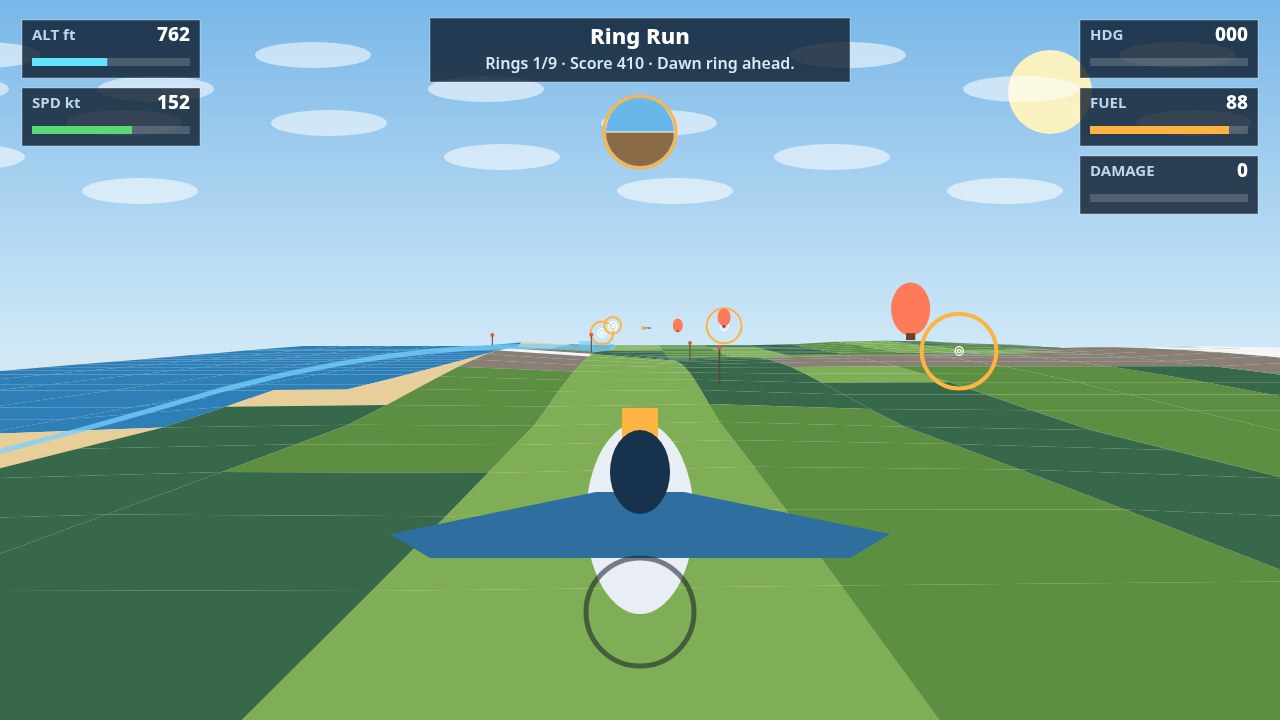 ALT ft 762
SPD kt 152
Ring Run
Rings 1/9 · Score 410 · Dawn ring ahead.
HDG 000
FUEL 88
DAMAGE 0